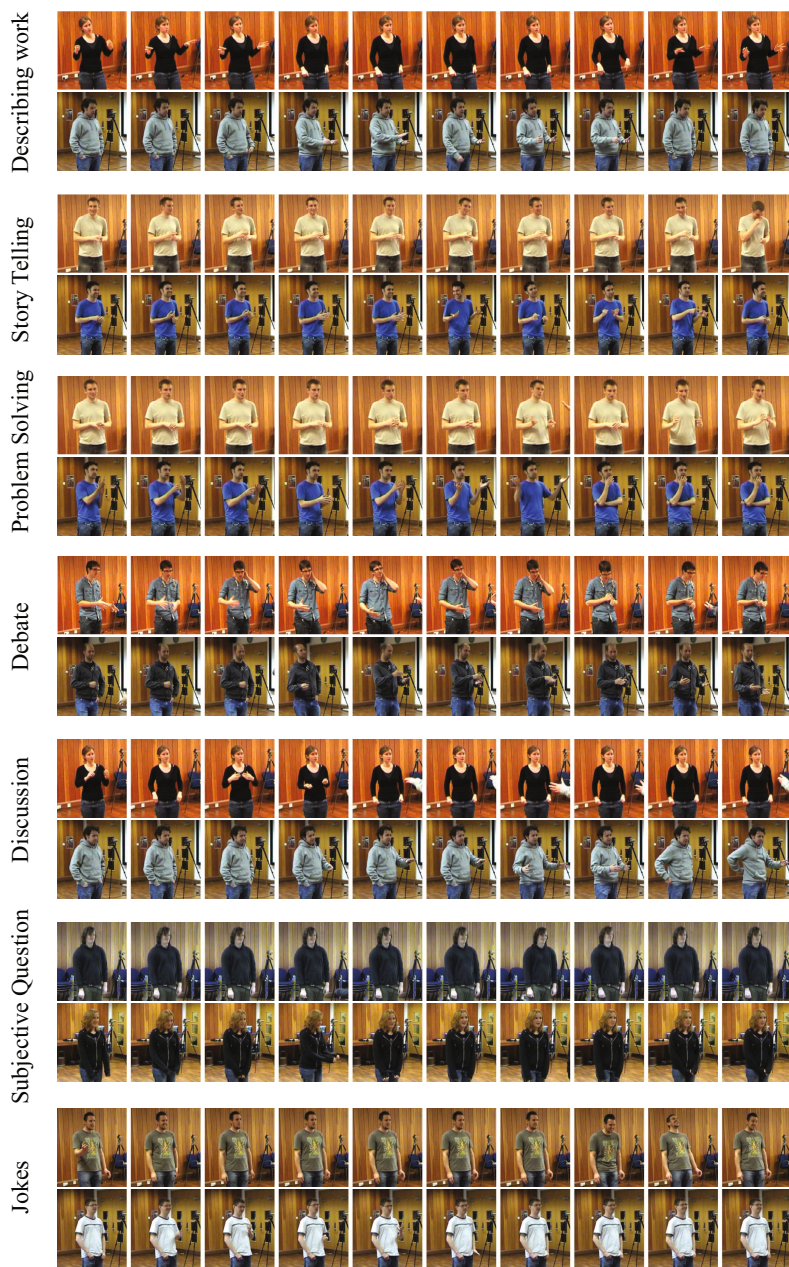 Describing work
Story Telling
Problem Solving
Debate
Discussion
Subjective Question
Jokes